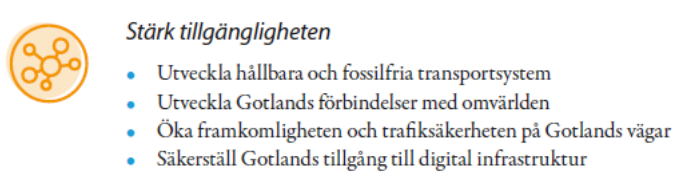 Stärk tillgängligheten
• Utveckla hållbara och fossilfria transportsystem
• Utveckla Gotlands förbindelser med omvärlden
• Öka framkomligheten och trafiksäkerheten på Gotlands vägar
• Säkerställ Gotlands tillgång till digital infrastruktur